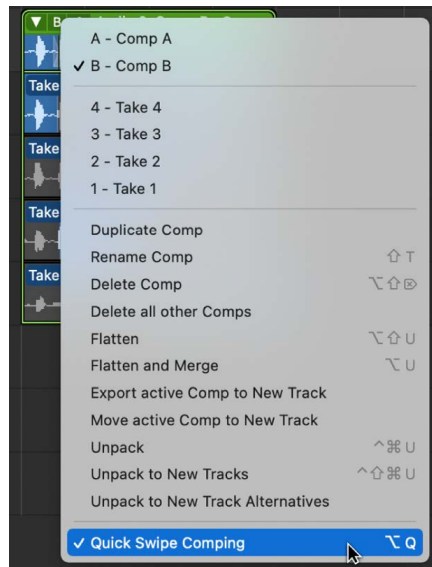 A - Comp A
✓ B - Comp B
4 - Take 4
3 - Take 3
2 - Take 2
1 - Take 1
Duplicate Comp
Rename Comp ⇧ T
Delete Comp ⌥⇧⌦
Delete all other Comps
Flatten ⌥⇧U
Flatten and Merge ⌥U
Export active Comp to New Track
Move active Comp to New Track
Unpack ^⌘U
Unpack to New Tracks ^⇧⌘U
Unpack to New Track Alternatives
✓ Quick Swipe Comping ⌥Q
Take
Take
Take
Take